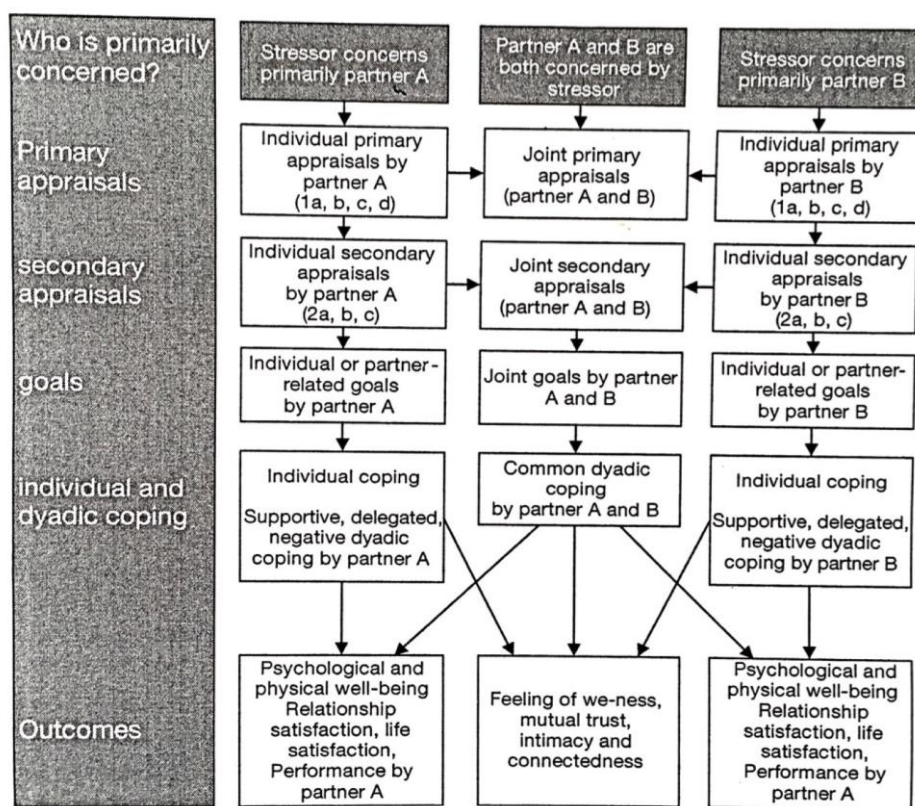 Who is primarily
concerned?
Stressor concerns
primarily partner A
Partner A and B are
both concerned by
stressor
Stressor concerns
primarily partner B
Primary
appraisals
Individual primary
appraisals by
partner A
(1a, b, c, d)
Joint primary
appraisals
(partner A and B)
Individual primary
appraisals by
partner B
(1a, b, c, d)
secondary
appraisals
Individual secondary
appraisals
by partner A
(2a, b, c)
Joint secondary
appraisals
(partner A and B)
Individual secondary
appraisals
by partner B
(2a, b, c)
goals
Individual or partner-
related goals
by partner A
Joint goals by partner
A and B
Individual or partner-
related goals
by partner B
individual and
dyadic coping
Individual coping
Supportive, delegated,
negative dyadic
coping by partner A
Common dyadic
coping
by partner A and B
Individual coping
Supportive, delegated,
negative dyadic
coping by partner B
Outcomes
Psychological and
physical well-being
Relationship
satisfaction, life
satisfaction,
Performance by
partner A
Feeling of we-ness,
mutual trust,
intimacy and
connectedness
Psychological and
physical well-being
Relationship
satisfaction, life
satisfaction,
Performance by
partner A